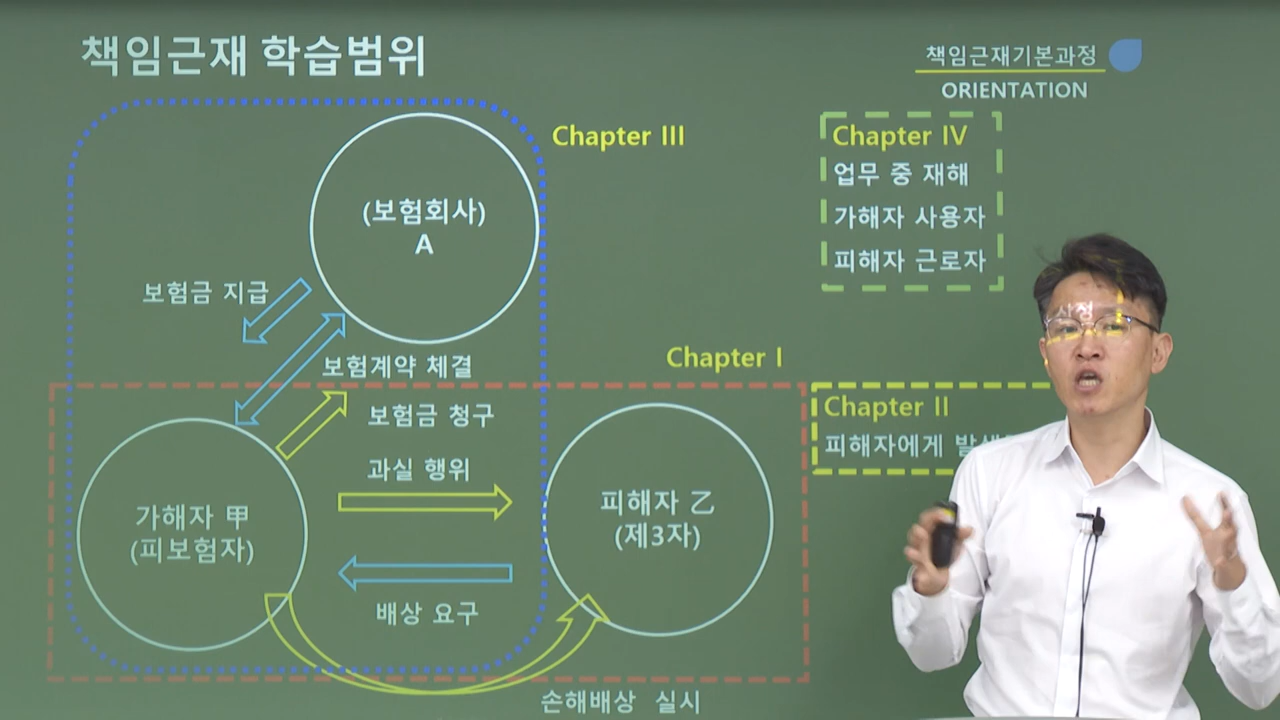 책임근재 학습범위
책임근재기본과정
ORIENTATION
Chapter III
(보험회사)
A
Chapter IV
업무 중 재해
가해자 사용자
피해자 근로자
보험금 지급
보험계약 체결
보험금 청구
Chapter I
Chapter II
피해자에게
과실 행위
가해자 甲
(피보험자)
피해자 乙
(제3자)
배상 요구
손해배상 실시